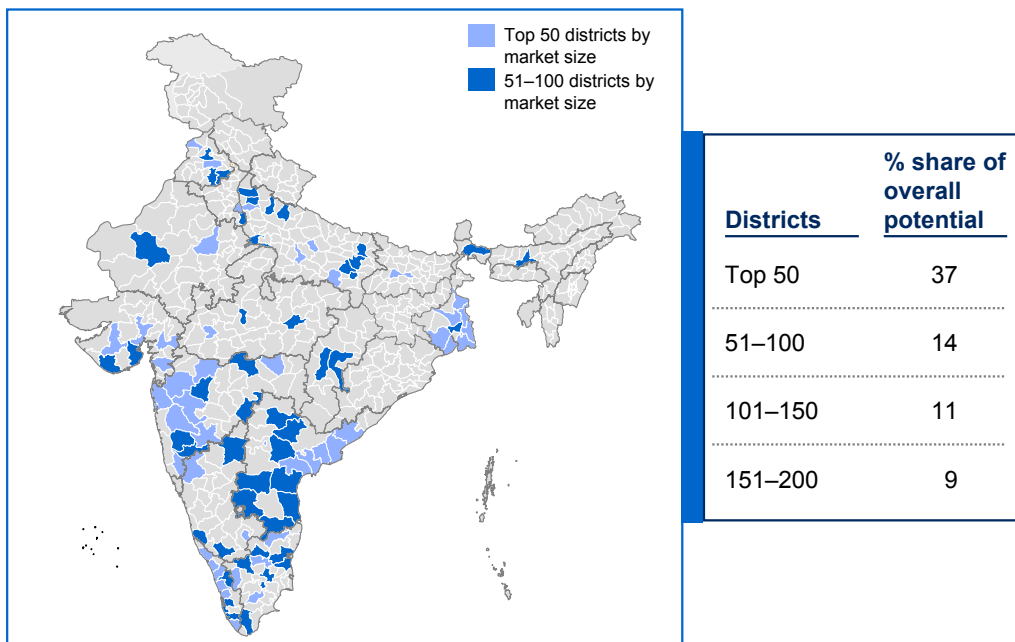 Top 50 districts by
market size
51–100 districts by
market size
Districts
% share of
overall
potential
Top 50 37
51–100 14
101–150 11
151–200 9